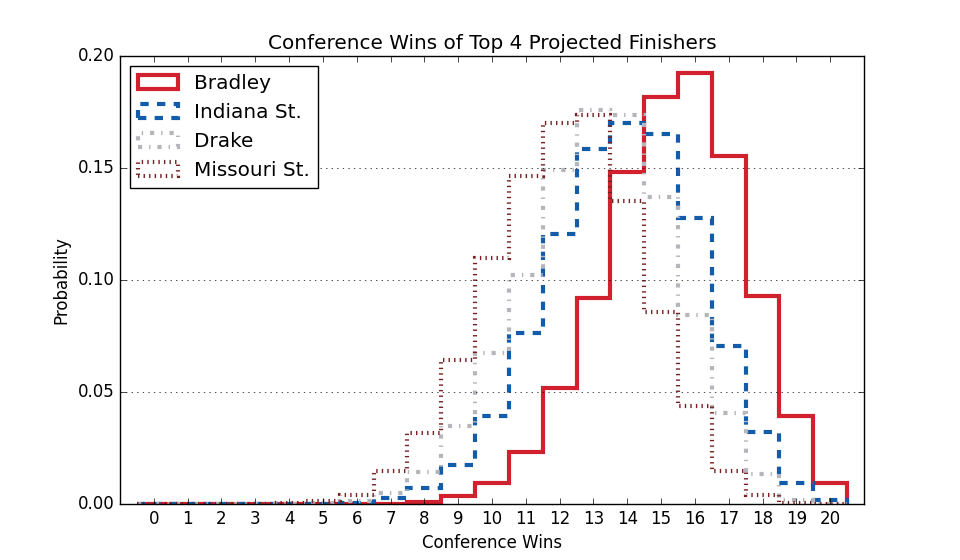 Conference Wins of Top 4 Projected Finishers
0.20
Bradley
Indiana St.
Drake
Missouri St.
0.15
Probability
0.10
0.05
0.00
0 1 2 3 4 5 6 7 8 9 10 11 12 13 14 15 16 17 18 19 20
Conference Wins